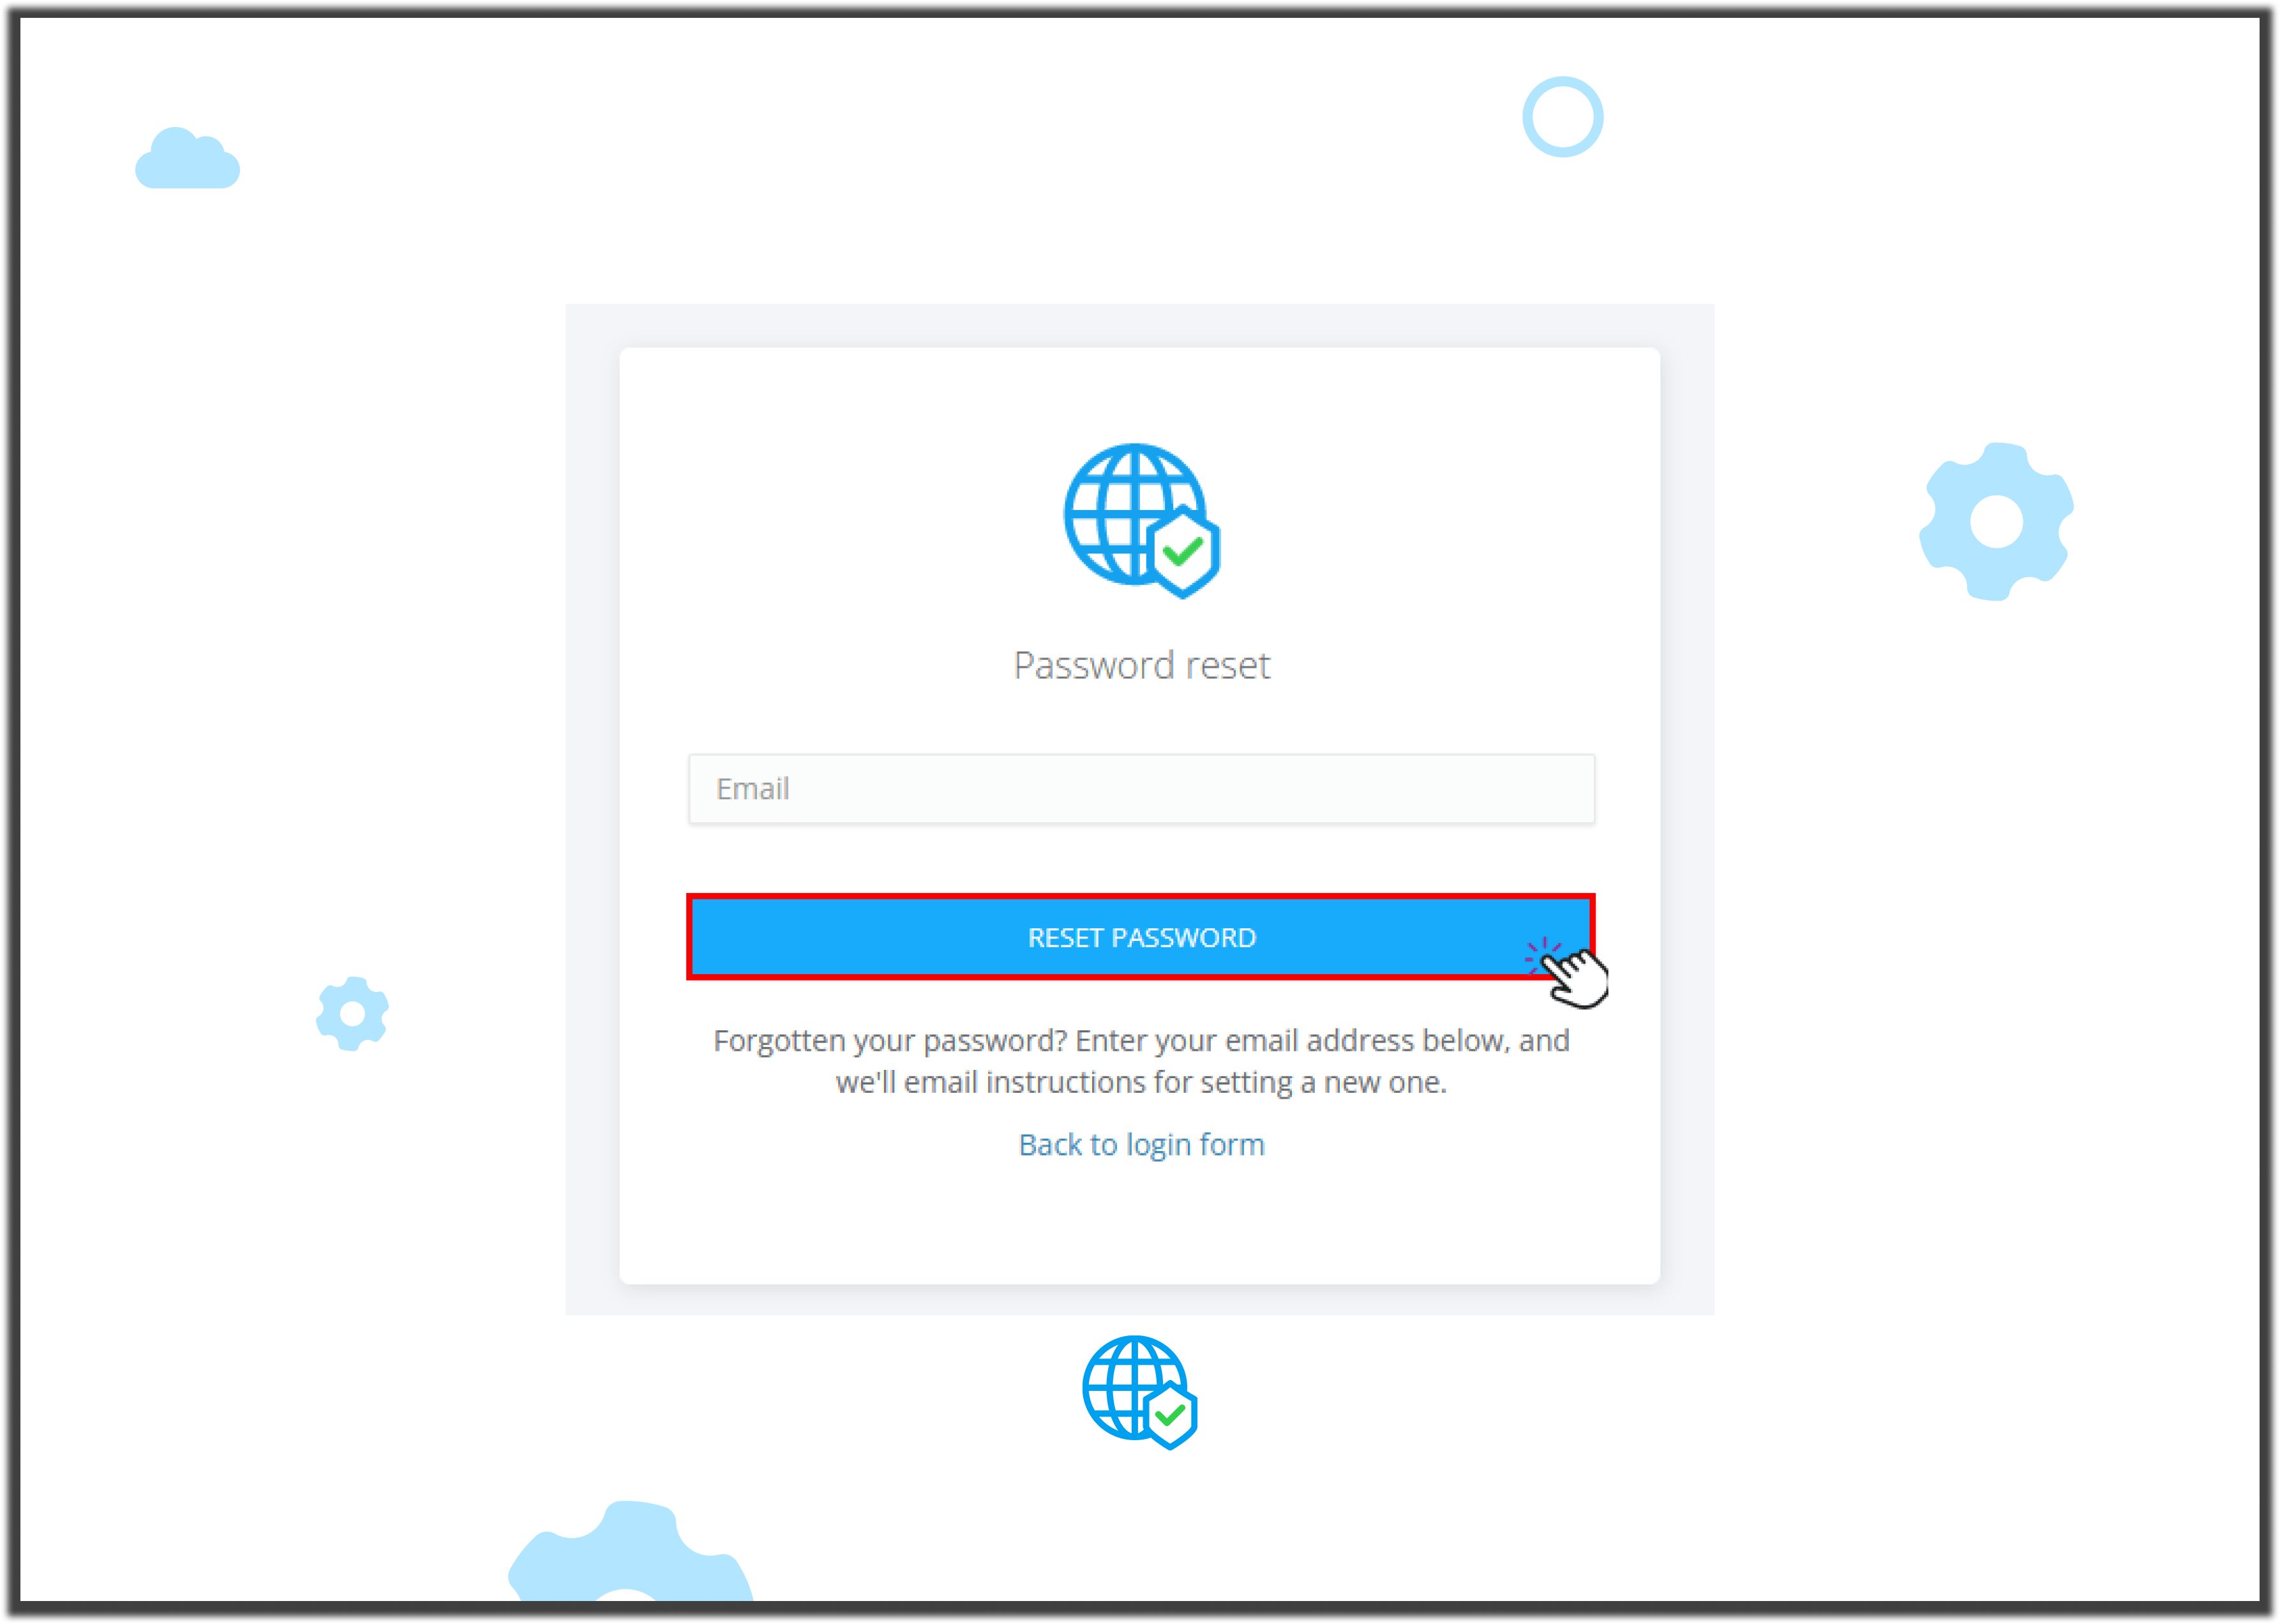 Password reset
Email
RESET PASSWORD
Forgotten your password? Enter your email address below, and
we'll email instructions for setting a new one.
Back to login form